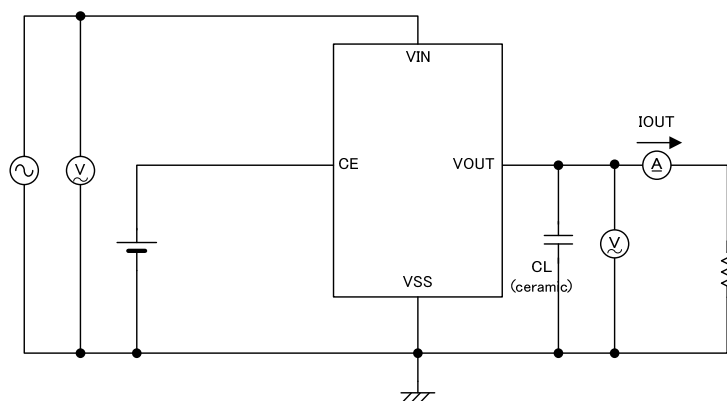 VIN
IOUT
V
CE
VOUT
A
V
CL
(ceramic)
VSS